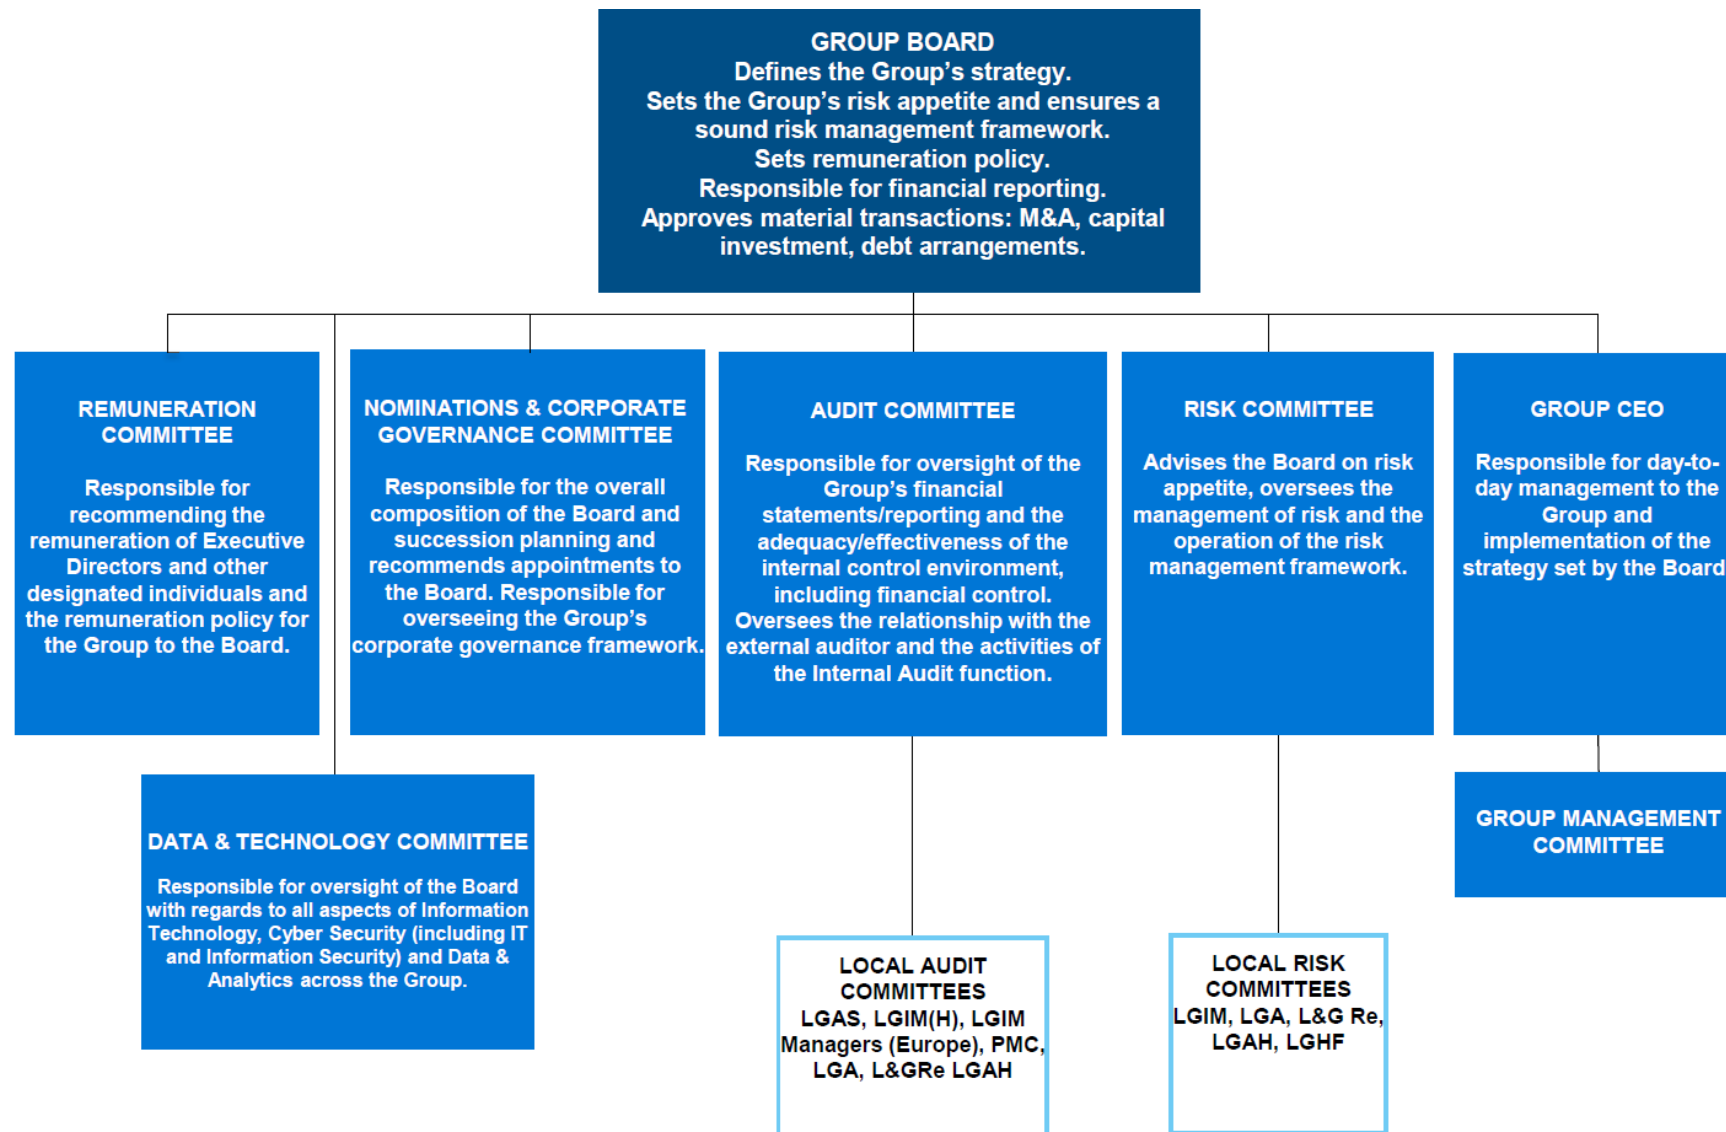 GROUP BOARD
Defines the Group’s strategy.
Sets the Group’s risk appetite and ensures a
sound risk management framework.
Sets remuneration policy.
Responsible for financial reporting.
Approves material transactions: M&A, capital
investment, debt arrangements.
REMUNERATION
COMMITTEE
Responsible for
recommending the
remuneration of Executive
Directors and other
designated individuals and
the remuneration policy for
the Group to the Board.
NOMINATIONS & CORPORATE
GOVERNANCE COMMITTEE
Responsible for the overall
composition of the Board and
succession planning and
recommends appointments to
the Board. Responsible for
overseeing the Group’s
corporate governance framework.
AUDIT COMMITTEE
Responsible for oversight of the
Group’s financial
statements/reporting and the
adequacy/effectiveness of the
internal control environment,
including financial control.
Oversees the relationship with the
external auditor and the activities of
the Internal Audit function.
RISK COMMITTEE
Advises the Board on risk
appetite, oversees the
management of risk and the
operation of the risk
management framework.
GROUP CEO
Responsible for day-to-
day management to the
Group and
implementation of the
strategy set by the Board
DATA & TECHNOLOGY COMMITTEE
Responsible for oversight of the Board
with regards to all aspects of Information
Technology, Cyber Security (including IT
and Information Security) and Data &
Analytics across the Group.
GROUP MANAGEMENT
COMMITTEE
LOCAL AUDIT
COMMITTEES
LGAS, LGIM(H), LGIM
Managers (Europe), PMC,
LGA, L&GRe LGAH
LOCAL RISK
COMMITTEES
LGIM, LGA, L&G Re,
LGAH, LGHF